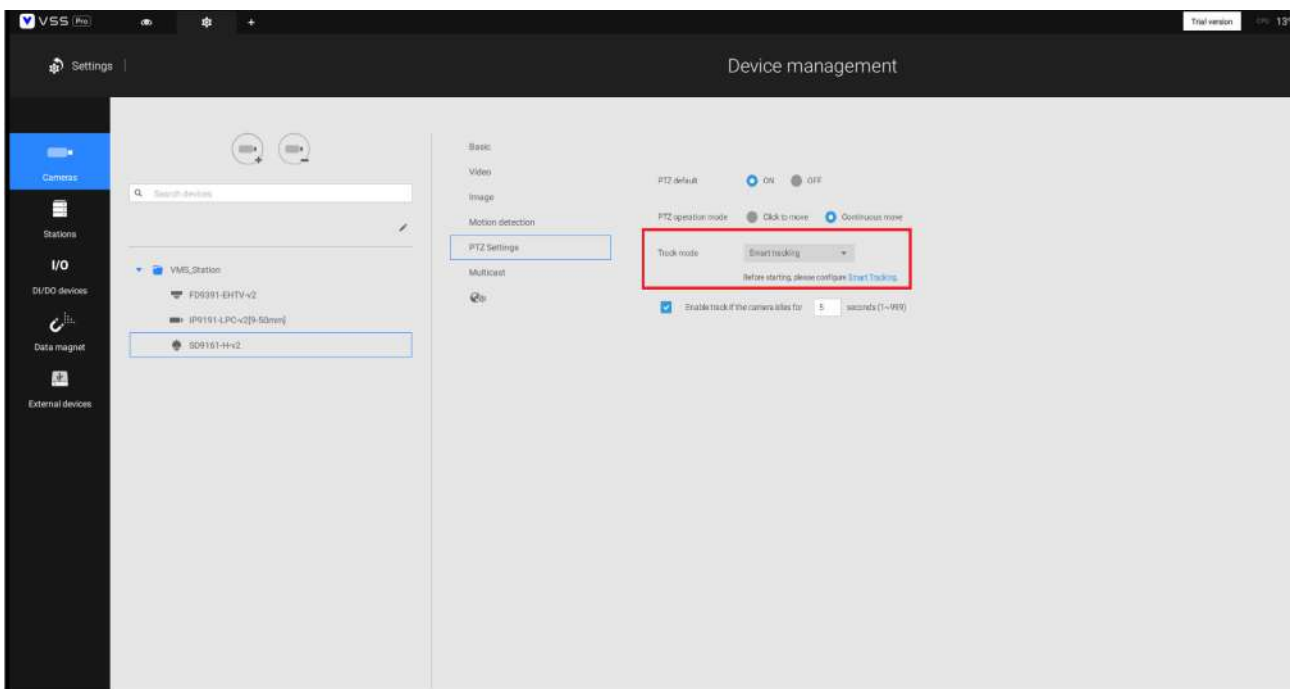 VSS Pro
Trial version
CPU 13%
Settings
Device management
Cameras
Stations
I/O
DI/DO devices
Data magnet
External devices
Search devices
VMS_Station
FD9391-EHTV-v2
IP9191-LPC-v2[9-50mm]
SD9161-H-v2
Basic
Video
Image
Motion detection
PTZ Settings
Multicast
PTZ default ON OFF
PTZ operation mode Click to move Continuous move
Track mode Smart tracking
Before starting, please configure Smart Tracking.
Enable track if the camera idles for 5 seconds (1~999)